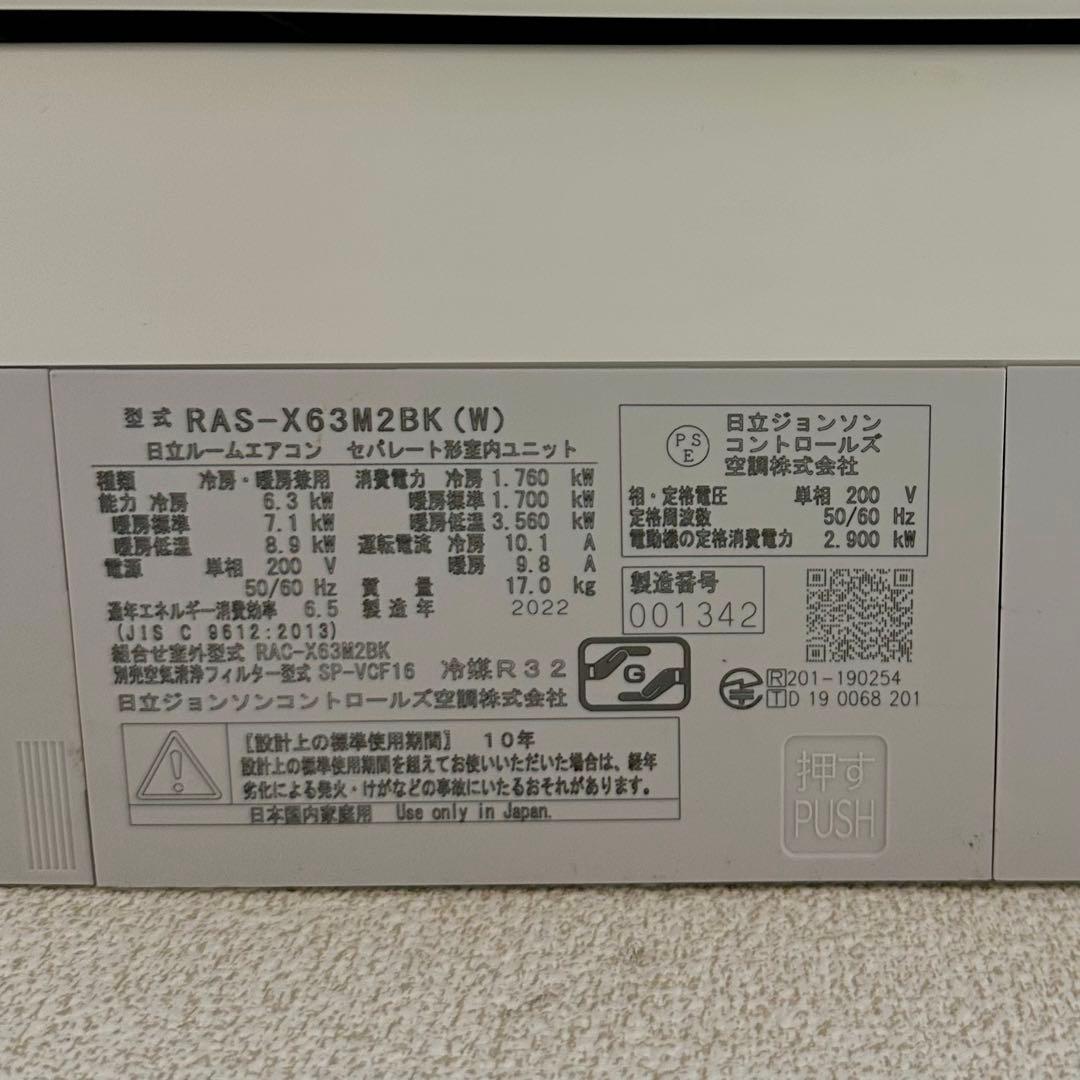 型式 RAS-X63M2BK(W)
日立ルームエアコン セパレート形室内ユニット
種類 冷房・暖房兼用
能力 冷房 6.3 kW
暖房標準 7.1 kW
暖房低温 8.9 kW
電源 単相 200 V
50/60 Hz
通年エネルギー消費効率 6.5
(JIS C 9612:2013)
消費電力 冷房 1.760 kW
暖房標準 1.700 kW
暖房低温 3.560 kW
運転電流 冷房 10.1 A
暖房 9.8 A
質量 17.0 kg
製造年 2022
組合せ室外型式 RAC-X63M2BK
別売空気清浄フィルター型式 SP-VCF16 冷媒R32
日立ジョンソンコントロールズ空調株式会社
G
PS
E
日立ジョンソン
コントロールズ
空調株式会社
相・定格電圧 単相 200 V
定格周波数 50/60 Hz
電動機の定格消費電力 2.900 kW
製造番号
001342
R 201-190254
T D 19 0068 201
【設計上の標準使用期間】 10年
設計上の標準使用期間を超えてお使いいただいた場合は、経年
劣化による発火・けがなどの事故にいたるおそれがあります。
日本国内家庭用 Use only in Japan.
押す
PUSH